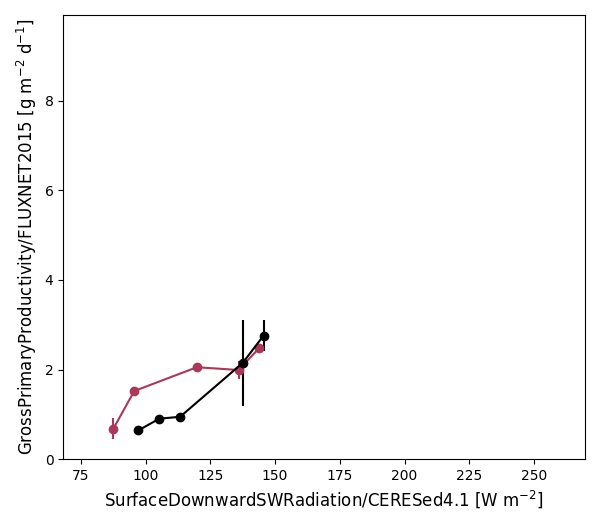 GrossPrimaryProductivity/FLUXNET2015 [g m⁻² d⁻¹]
8
6
4
2
0
75 100 125 150 175 200 225 250
SurfaceDownwardSWRadiation/CERESed4.1 [W m⁻²]